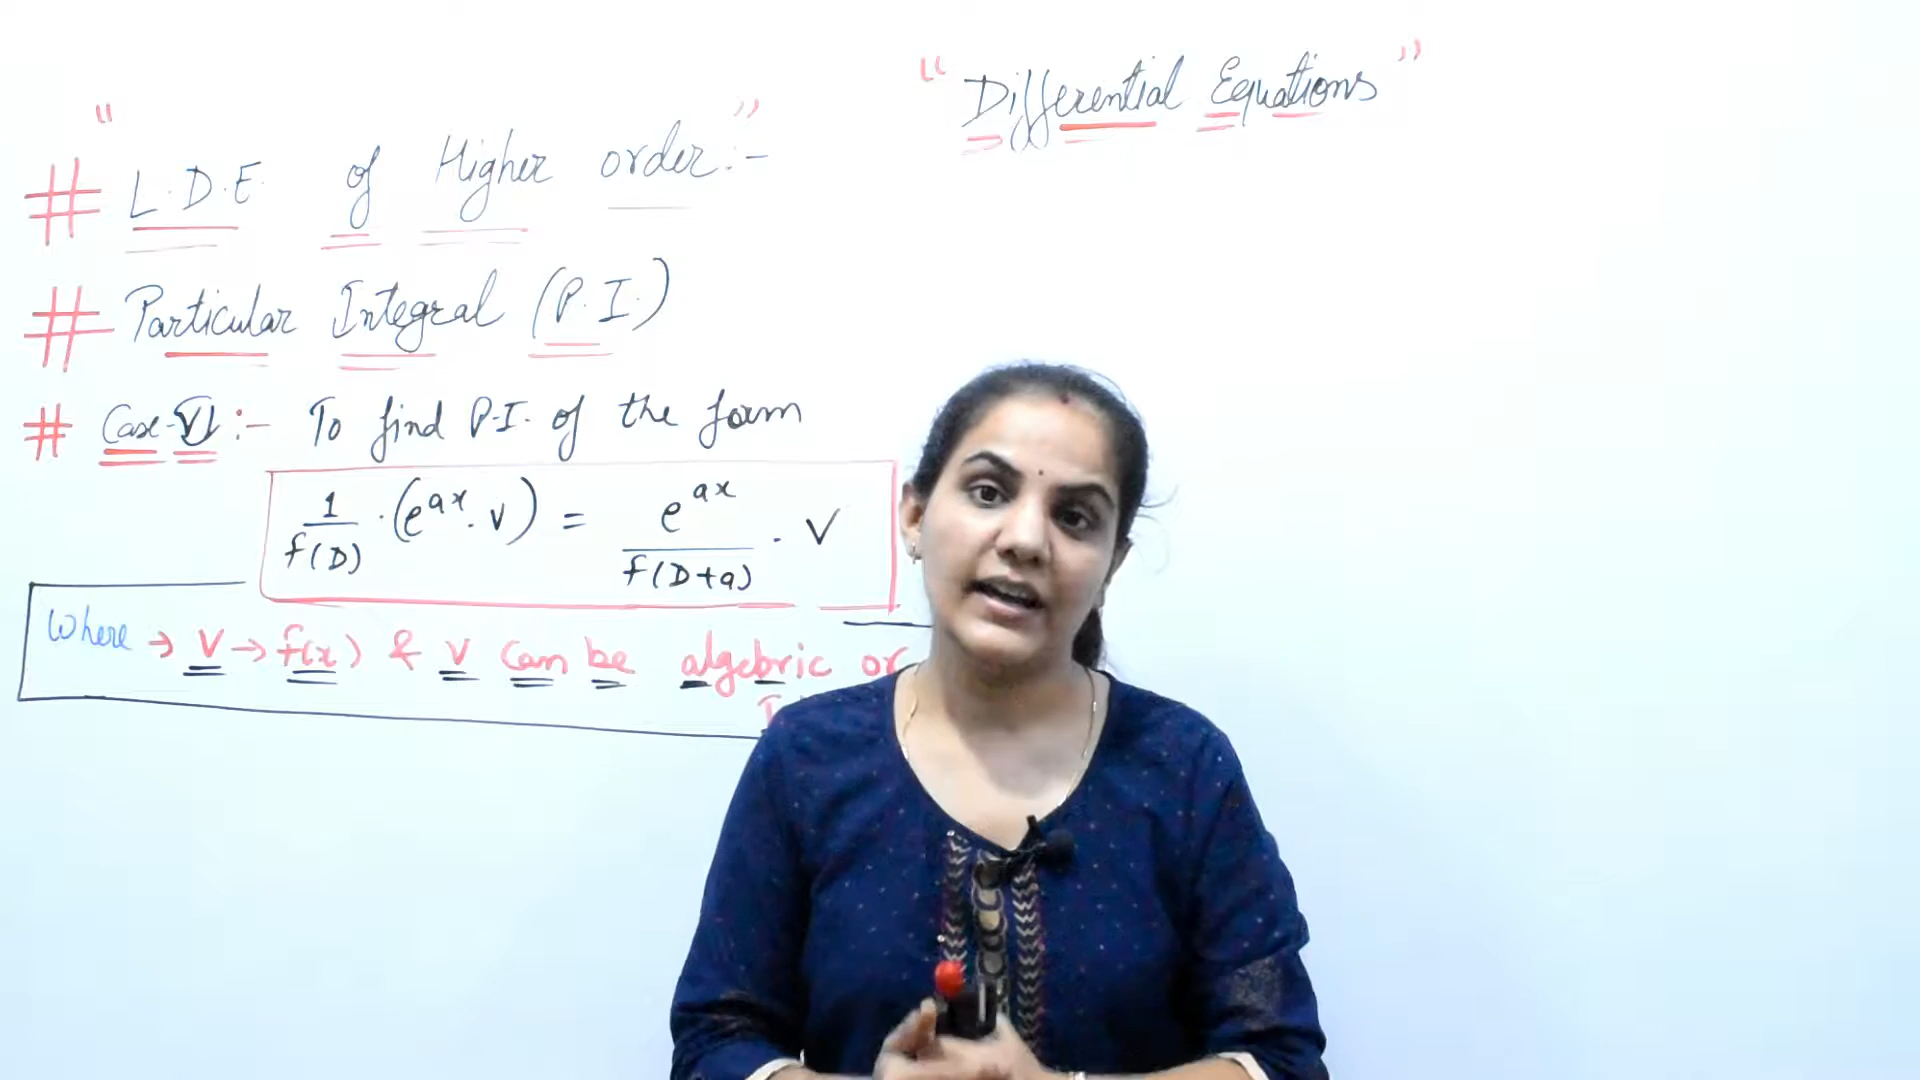 “ Differential Equations ”
# “ L.D.E. of Higher order:- ”
# Particular Integral (P.I.)
# Case-V :- To find P.I. of the form
1/f(D) · (e^{ax}. V) = e^{ax}/f(D+a) · V
Where → V → f(x) & V can be algebric or